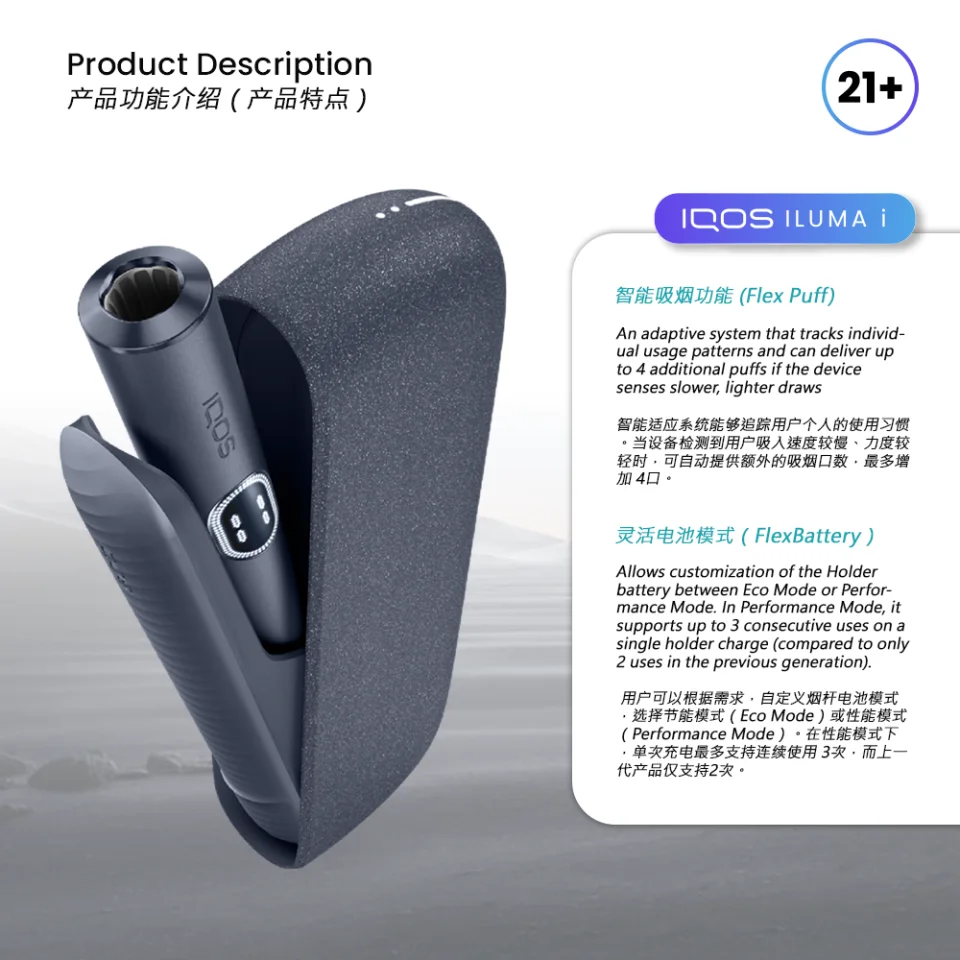 Product Description
产品功能介绍（产品特点）
21+
IQOS ILUMA i
智能吸烟功能 (Flex Puff)
An adaptive system that tracks individ-
ual usage patterns and can deliver up
to 4 additional puffs if the device
senses slower, lighter draws
智能适应系统能够追踪用户个人的使用习惯
。当设备检测到用户吸入速度较慢、力度较
轻时，可自动提供额外的吸烟口数，最多增
加 4口。
灵活电池模式（FlexBattery）
Allows customization of the Holder
battery between Eco Mode or Perfor-
mance Mode. In Performance Mode, it
supports up to 3 consecutive uses on a
single holder charge (compared to only
2 uses in the previous generation).
用户可以根据需求，自定义烟杆电池模式
，选择节能模式（Eco Mode）或性能模式
（Performance Mode）。在性能模式下
，单次充电最多支持连续使用 3次，而上一
代产品仅支持2次。
IQOS